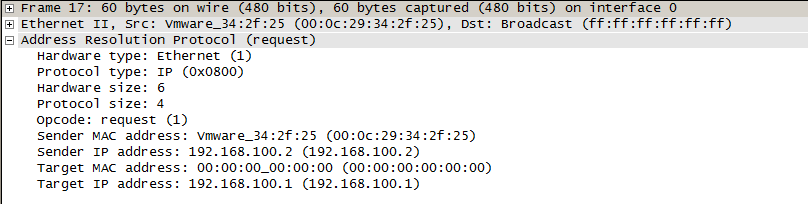 Frame 17: 60 bytes on wire (480 bits), 60 bytes captured (480 bits) on interface 0
Ethernet II, Src: Vmware_34:2f:25 (00:0c:29:34:2f:25), Dst: Broadcast (ff:ff:ff:ff:ff:ff)
Address Resolution Protocol (request)
Hardware type: Ethernet (1)
Protocol type: IP (0x0800)
Hardware size: 6
Protocol size: 4
Opcode: request (1)
Sender MAC address: Vmware_34:2f:25 (00:0c:29:34:2f:25)
Sender IP address: 192.168.100.2 (192.168.100.2)
Target MAC address: 00:00:00_00:00:00 (00:00:00:00:00:00)
Target IP address: 192.168.100.1 (192.168.100.1)